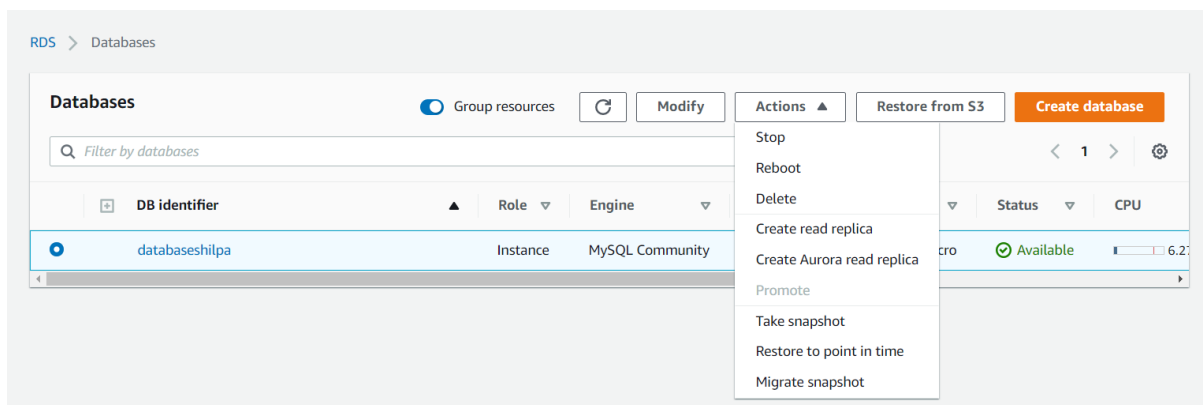 RDS > Databases
Databases Group resources Modify Actions Restore from S3 Create database
Stop
Filter by databases 1
Reboot
Delete
DB identifier Role Engine Status CPU
Create read replica
databaseshilpa Instance MySQL Community cro Available 6.27
Create Aurora read replica
Promote
Take snapshot
Restore to point in time
Migrate snapshot